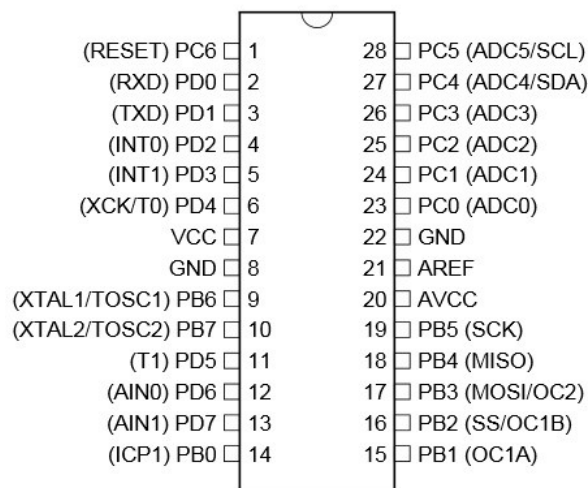 (RESET) PC6 1 28 PC5 (ADC5/SCL)
(RXD) PD0 2 27 PC4 (ADC4/SDA)
(TXD) PD1 3 26 PC3 (ADC3)
(INT0) PD2 4 25 PC2 (ADC2)
(INT1) PD3 5 24 PC1 (ADC1)
(XCK/T0) PD4 6 23 PC0 (ADC0)
VCC 7 22 GND
GND 8 21 AREF
(XTAL1/TOSC1) PB6 9 20 AVCC
(XTAL2/TOSC2) PB7 10 19 PB5 (SCK)
(T1) PD5 11 18 PB4 (MISO)
(AIN0) PD6 12 17 PB3 (MOSI/OC2)
(AIN1) PD7 13 16 PB2 (SS/OC1B)
(ICP1) PB0 14 15 PB1 (OC1A)